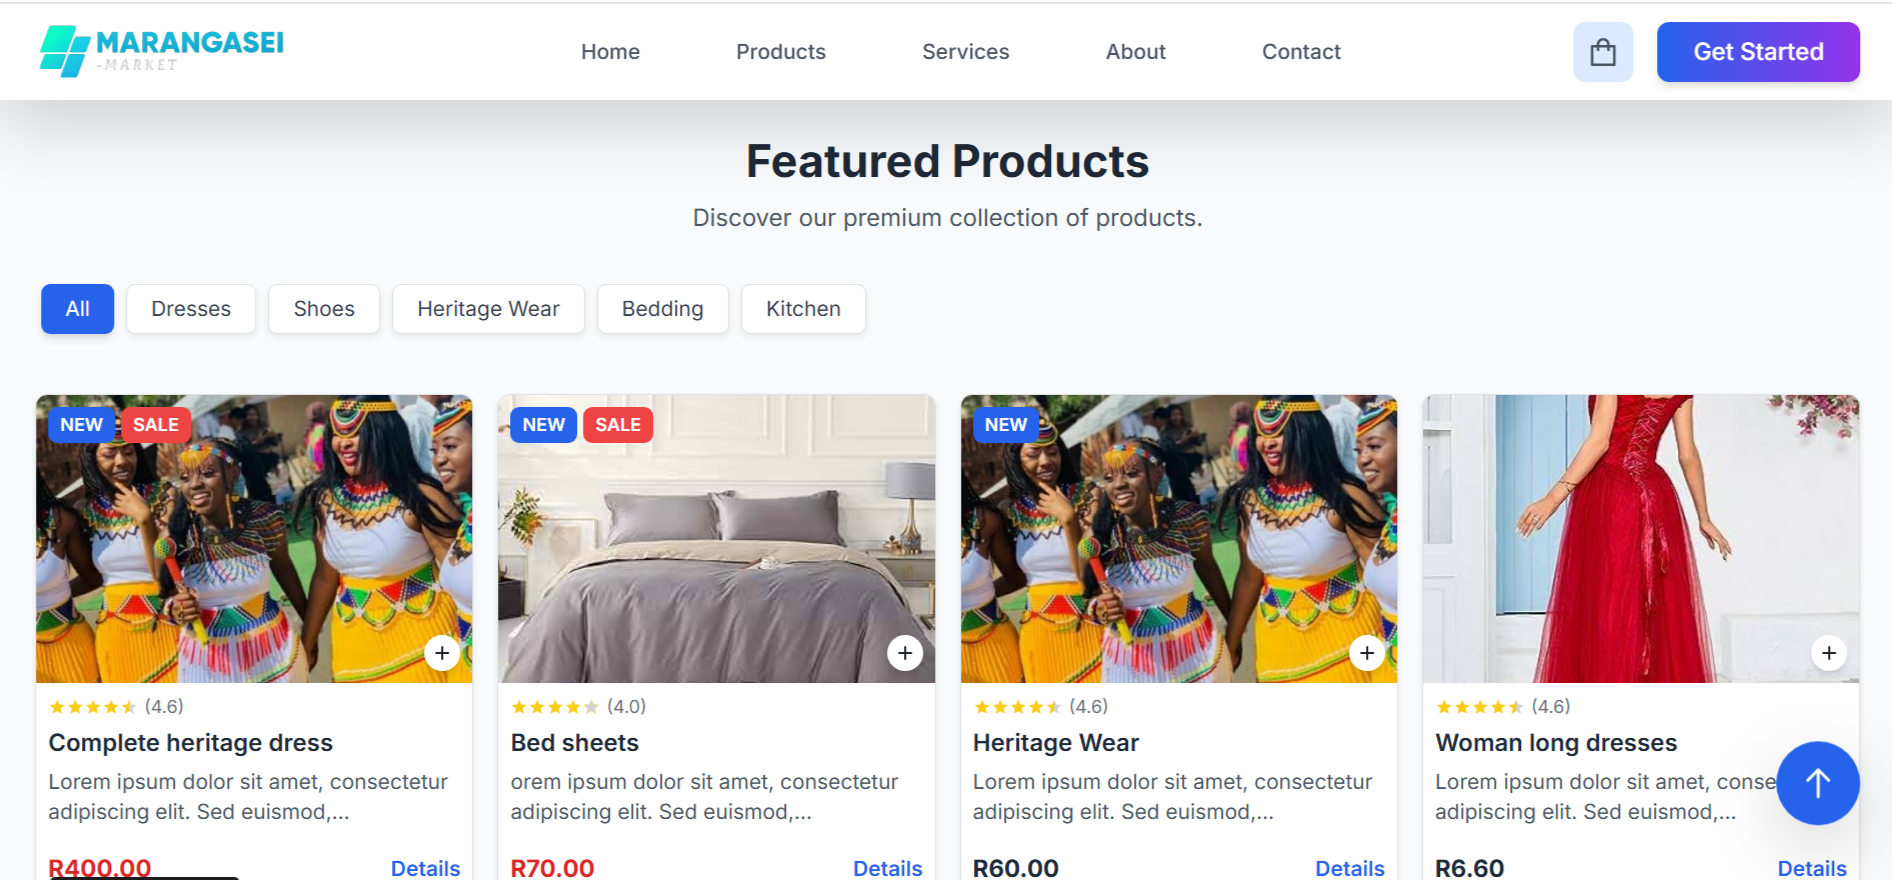 MARANGASEI
-MARKET
Home Products Services About Contact
Get Started
Featured Products
Discover our premium collection of products.
All Dresses Shoes Heritage Wear Bedding Kitchen
NEW SALE
(4.6)
Complete heritage dress
Lorem ipsum dolor sit amet, consectetur
adipiscing elit. Sed euismod,...
R400.00 Details
NEW SALE
(4.0)
Bed sheets
orem ipsum dolor sit amet, consectetur
adipiscing elit. Sed euismod,...
R70.00 Details
NEW
(4.6)
Heritage Wear
Lorem ipsum dolor sit amet, consectetur
adipiscing elit. Sed euismod,...
R60.00 Details
(4.6)
Woman long dresses
Lorem ipsum dolor sit amet, conse
adipiscing elit. Sed euismod,...
R6.60 Details